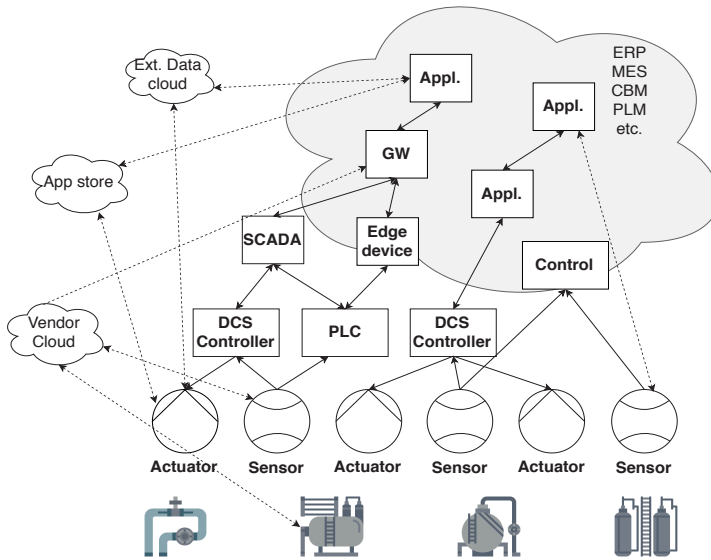 Ext. Data
cloud
Appl.
ERP
MES
CBM
PLM
etc.
Appl.
GW
App store
Appl.
SCADA
Edge
device
Control
Vendor
Cloud
DCS
Controller
PLC
DCS
Controller
Actuator
Sensor
Actuator
Sensor
Actuator
Sensor